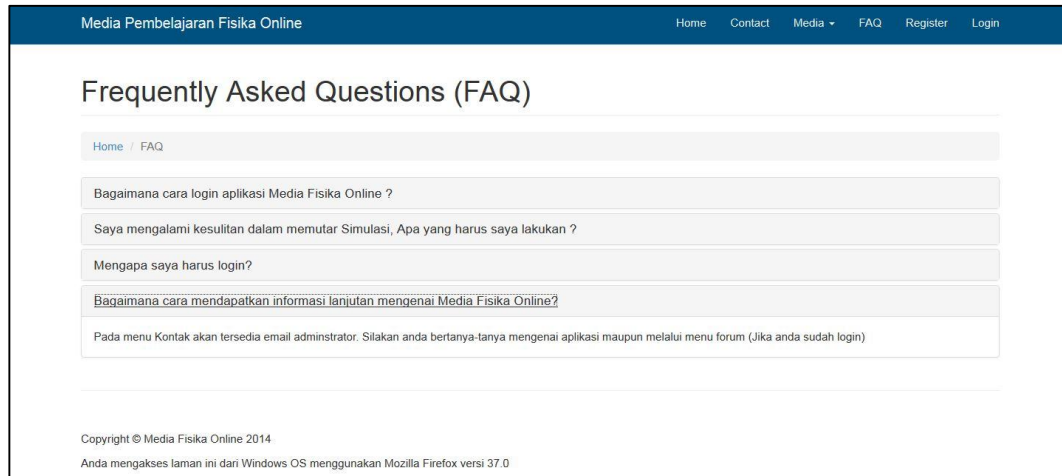 Media Pembelajaran Fisika Online Home Contact Media FAQ Register Login
Frequently Asked Questions (FAQ)
Home / FAQ
Bagaimana cara login aplikasi Media Fisika Online ?
Saya mengalami kesulitan dalam memutar Simulasi, Apa yang harus saya lakukan ?
Mengapa saya harus login?
Bagaimana cara mendapatkan informasi lanjutan mengenai Media Fisika Online?
Pada menu Kontak akan tersedia email adminstrator. Silakan anda bertanya-tanya mengenai aplikasi maupun melalui menu forum (Jika anda sudah login)
Copyright © Media Fisika Online 2014
Anda mengakses laman ini dari Windows OS menggunakan Mozilla Firefox versi 37.0